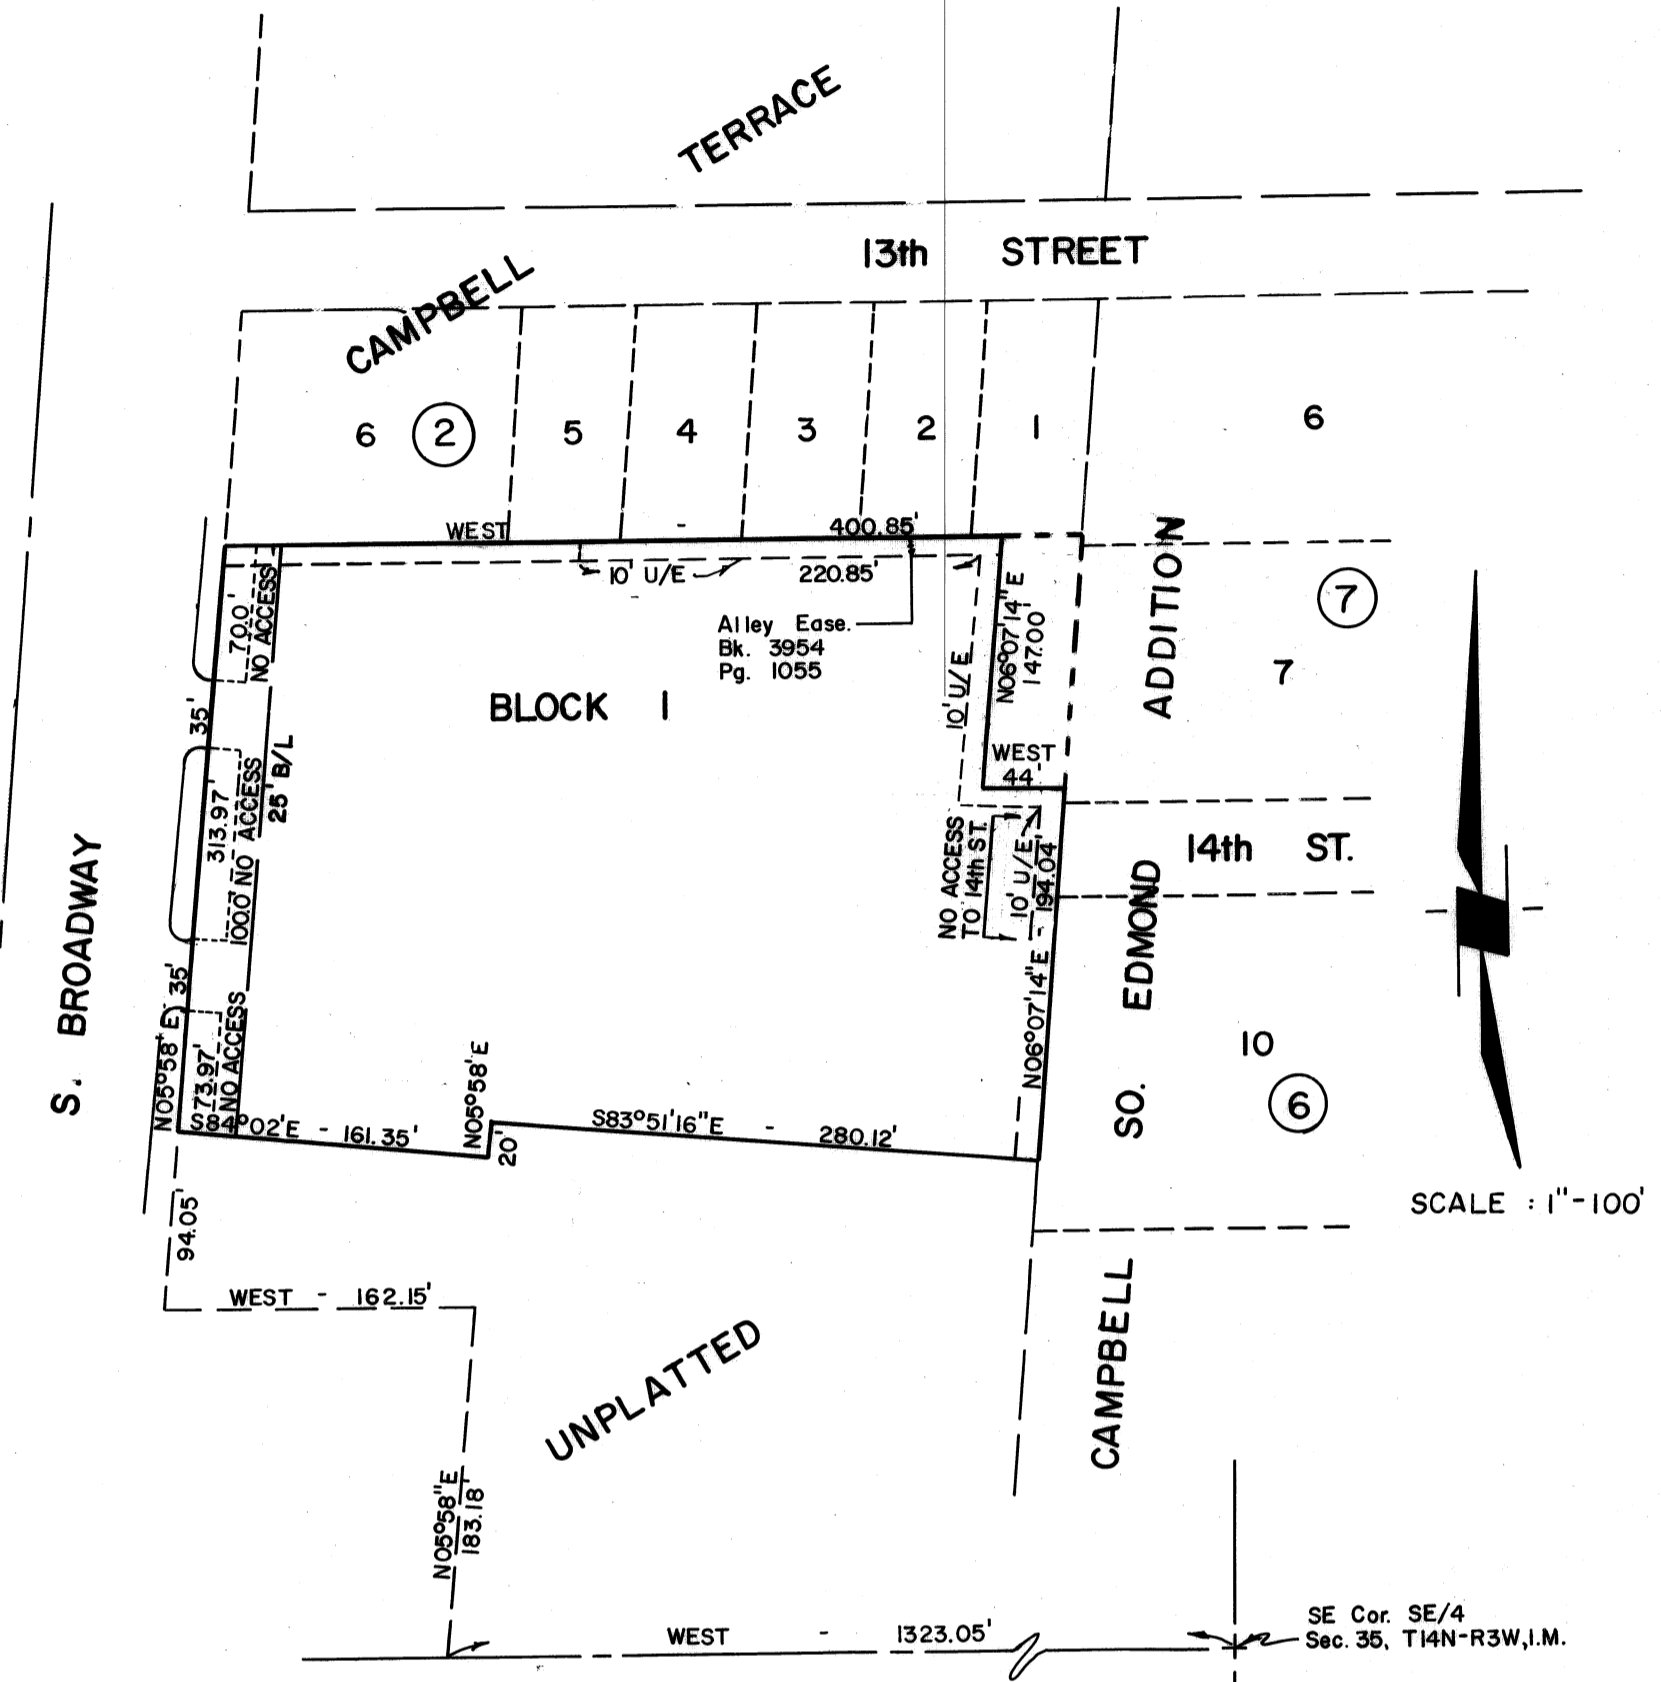 TERRACE
13th STREET
CAMPBELL
6 2 5 4 3 2 1 6
WEST - 400.85'
10' U/E 220.85'
Alley Ease.
Bk. 3954
Pg. 1055
70.0'
NO ACCESS
N06°07'14"E
147.00'
ADDITION
7
7
BLOCK 1
10' U/E
35'
25' B/L
WEST
44'
313.97'
100.0' NO ACCESS
NO ACCESS
TO 14th ST.
10' U/E
N06°07'14"E - 194.04'
14th ST.
S. BROADWAY
SO. EDMOND
35'
N05°58'E
73.97'
NO ACCESS
10
6
S84°02'E - 161.35'
N05°58'E
20'
S83°51'16"E - 280.12'
SCALE : 1"-100'
94.05'
WEST - 162.15'
CAMPBELL
UNPLATTED
N05°58"E
183.18'
WEST - 1323.05'
SE Cor. SE/4
Sec. 35, T14N-R3W,I.M.